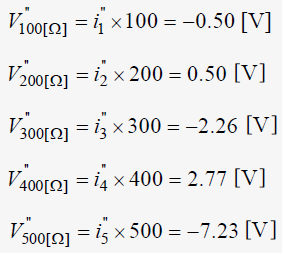 V"100[Ω] = i"1 × 100 = −0.50 [V]
V"200[Ω] = i"2 × 200 = 0.50 [V]
V"300[Ω] = i"3 × 300 = −2.26 [V]
V"400[Ω] = i"4 × 400 = 2.77 [V]
V"500[Ω] = i"5 × 500 = −7.23 [V]